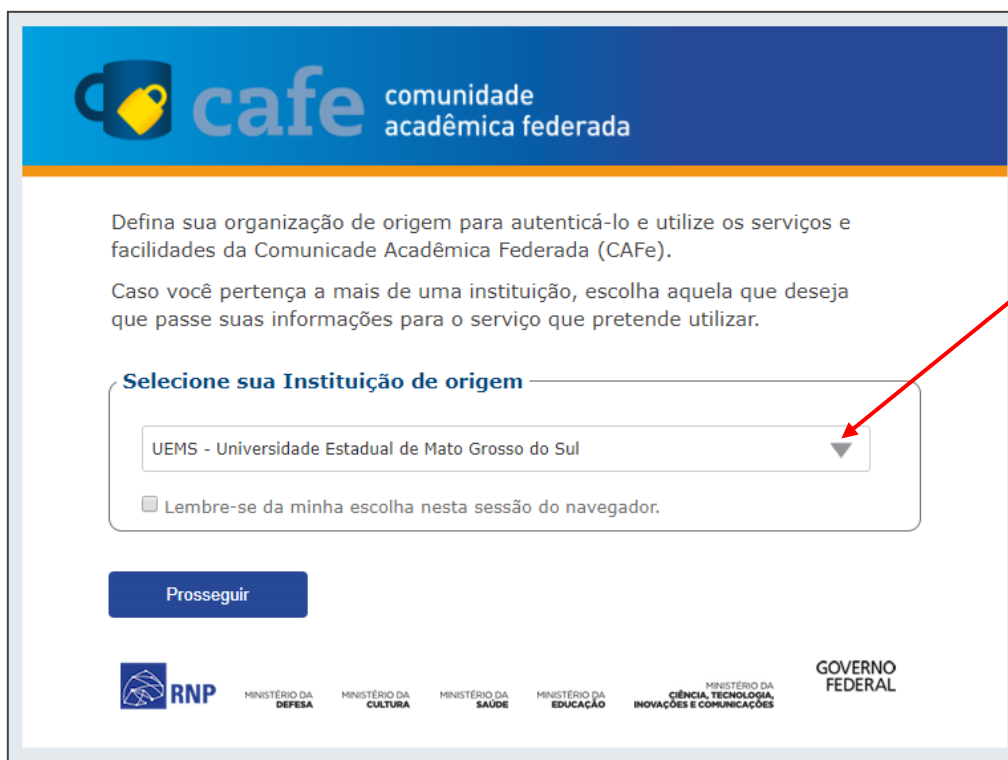 cafe comunidade
acadêmica federada
Defina sua organização de origem para autenticá-lo e utilize os serviços e
facilidades da Comunicade Acadêmica Federada (CAFe).
Caso você pertença a mais de uma instituição, escolha aquela que deseja
que passe suas informações para o serviço que pretende utilizar.
Selecione sua Instituição de origem
UEMS - Universidade Estadual de Mato Grosso do Sul
Lembre-se da minha escolha nesta sessão do navegador.
Prosseguir
RNP
MINISTÉRIO DA
DEFESA
MINISTÉRIO DA
CULTURA
MINISTÉRIO DA
SAÚDE
MINISTÉRIO DA
EDUCAÇÃO
MINISTÉRIO DA
CIÊNCIA, TECNOLOGIA,
INOVAÇÕES E COMUNICAÇÕES
GOVERNO
FEDERAL